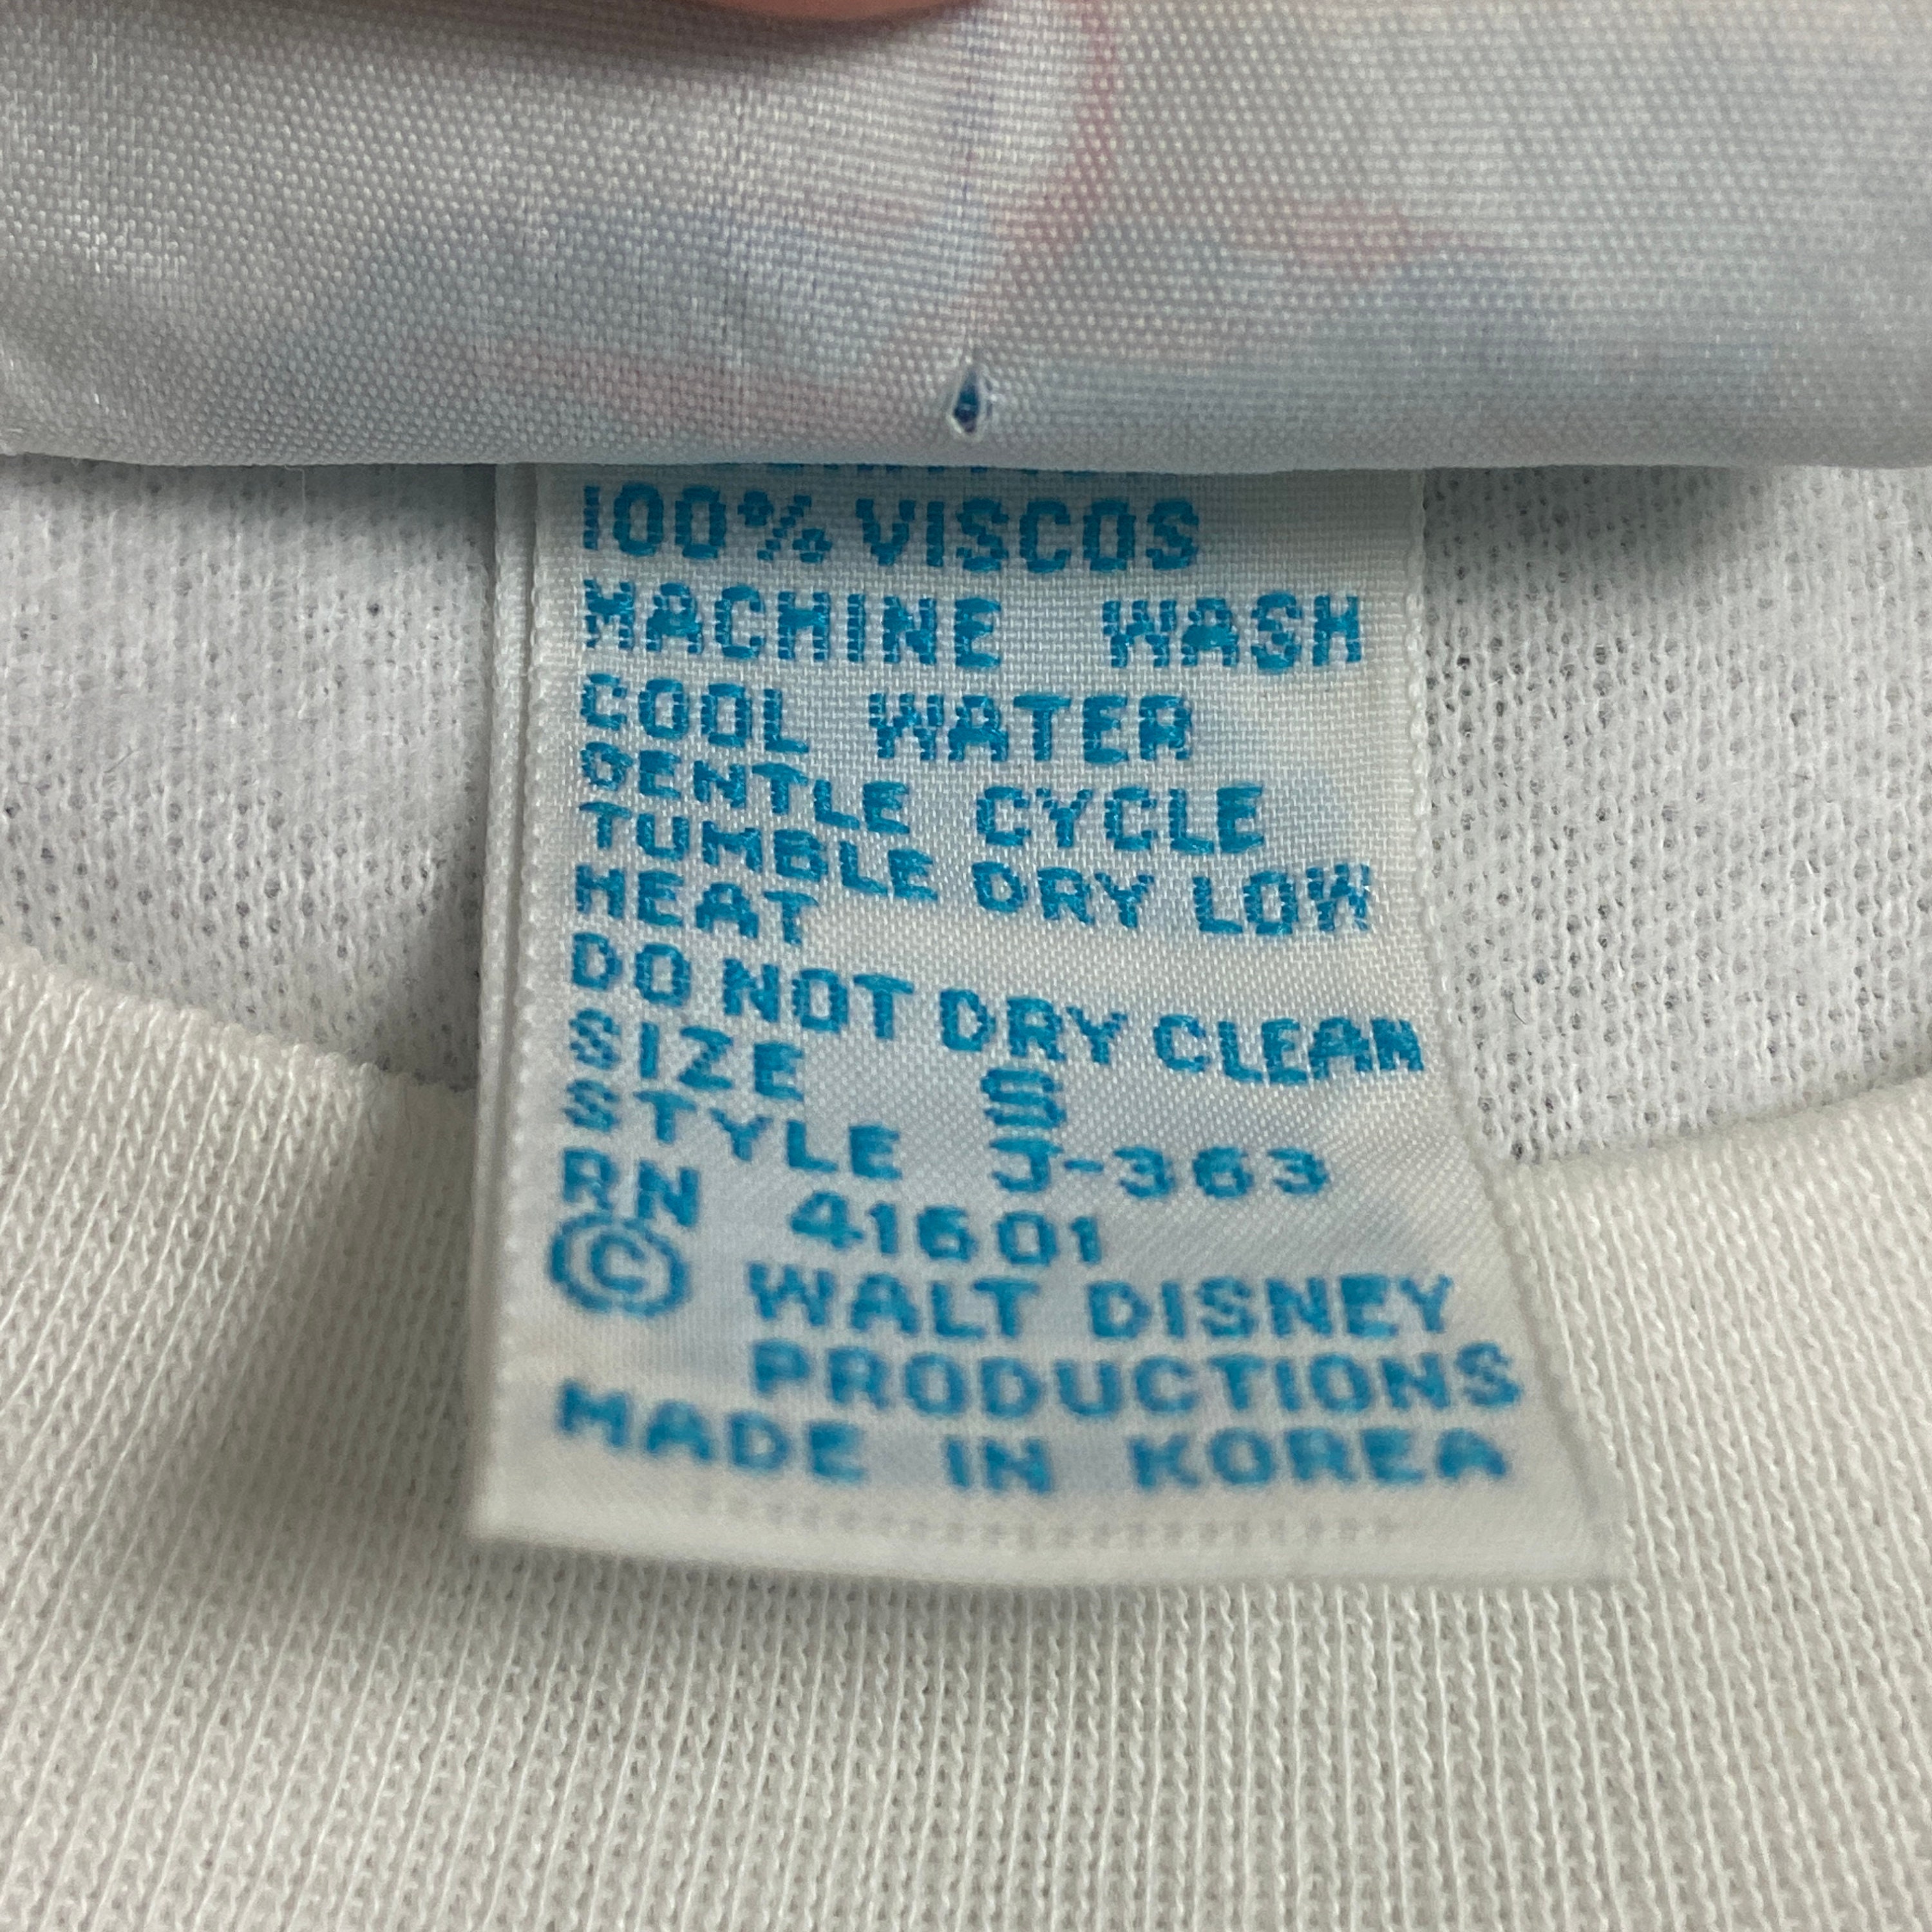 100% VISCOS
MACHINE WASH
COOL WATER
GENTLE CYCLE
TUMBLE DRY LOW
HEAT
DO NOT DRY CLEAN
SIZE S
STYLE J-363
RN 41601
© WALT DISNEY
PRODUCTIONS
MADE IN KOREA